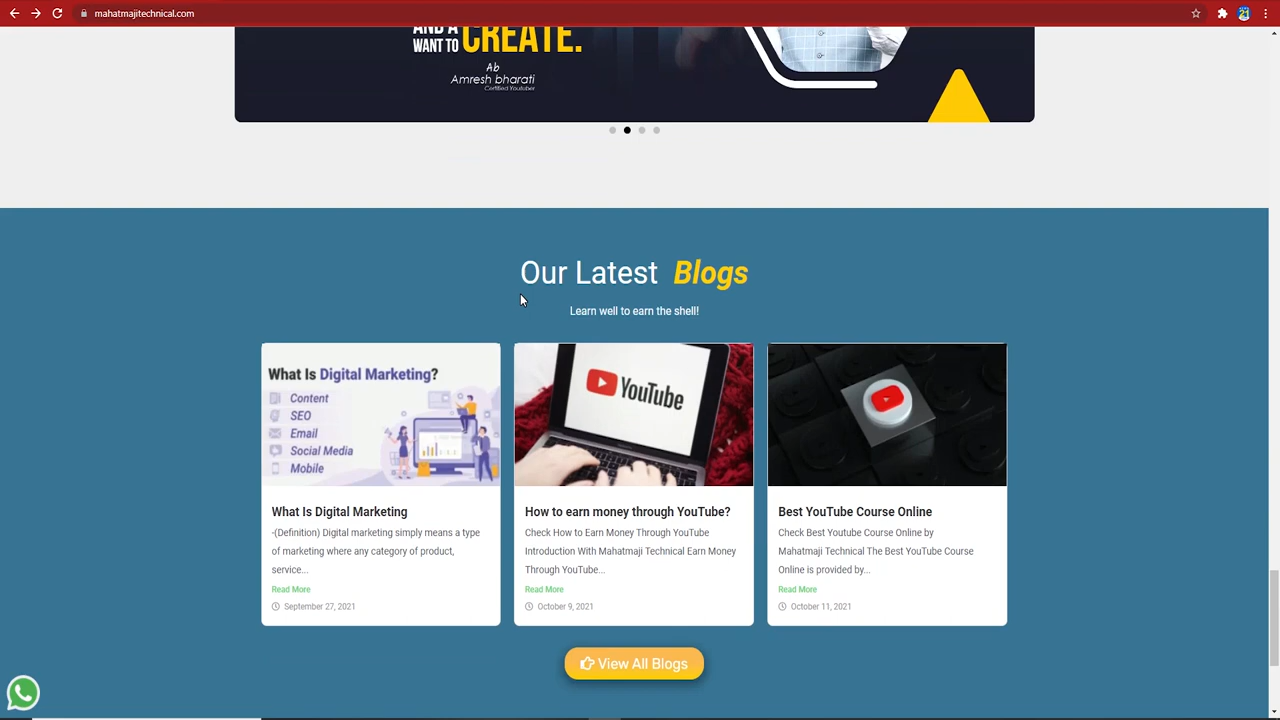 mahatmajitechnical.com
AND A
WANT TO CREATE.
Ab
Amresh bharati
Certified Youtuber
Our Latest Blogs
Learn well to earn the shell!
What Is Digital Marketing?
Content
SEO
Email
Social Media
Mobile
YouTube
What Is Digital Marketing
-(Definition) Digital marketing simply means a type
of marketing where any category of product,
service...
Read More
September 27, 2021
How to earn money through YouTube?
Check How to Earn Money Through YouTube
Introduction With Mahatmaji Technical Earn Money
Through YouTube...
Read More
October 9, 2021
Best YouTube Course Online
Check Best Youtube Course Online by
Mahatmaji Technical The Best YouTube Course
Online is provided by...
Read More
October 11, 2021
View All Blogs